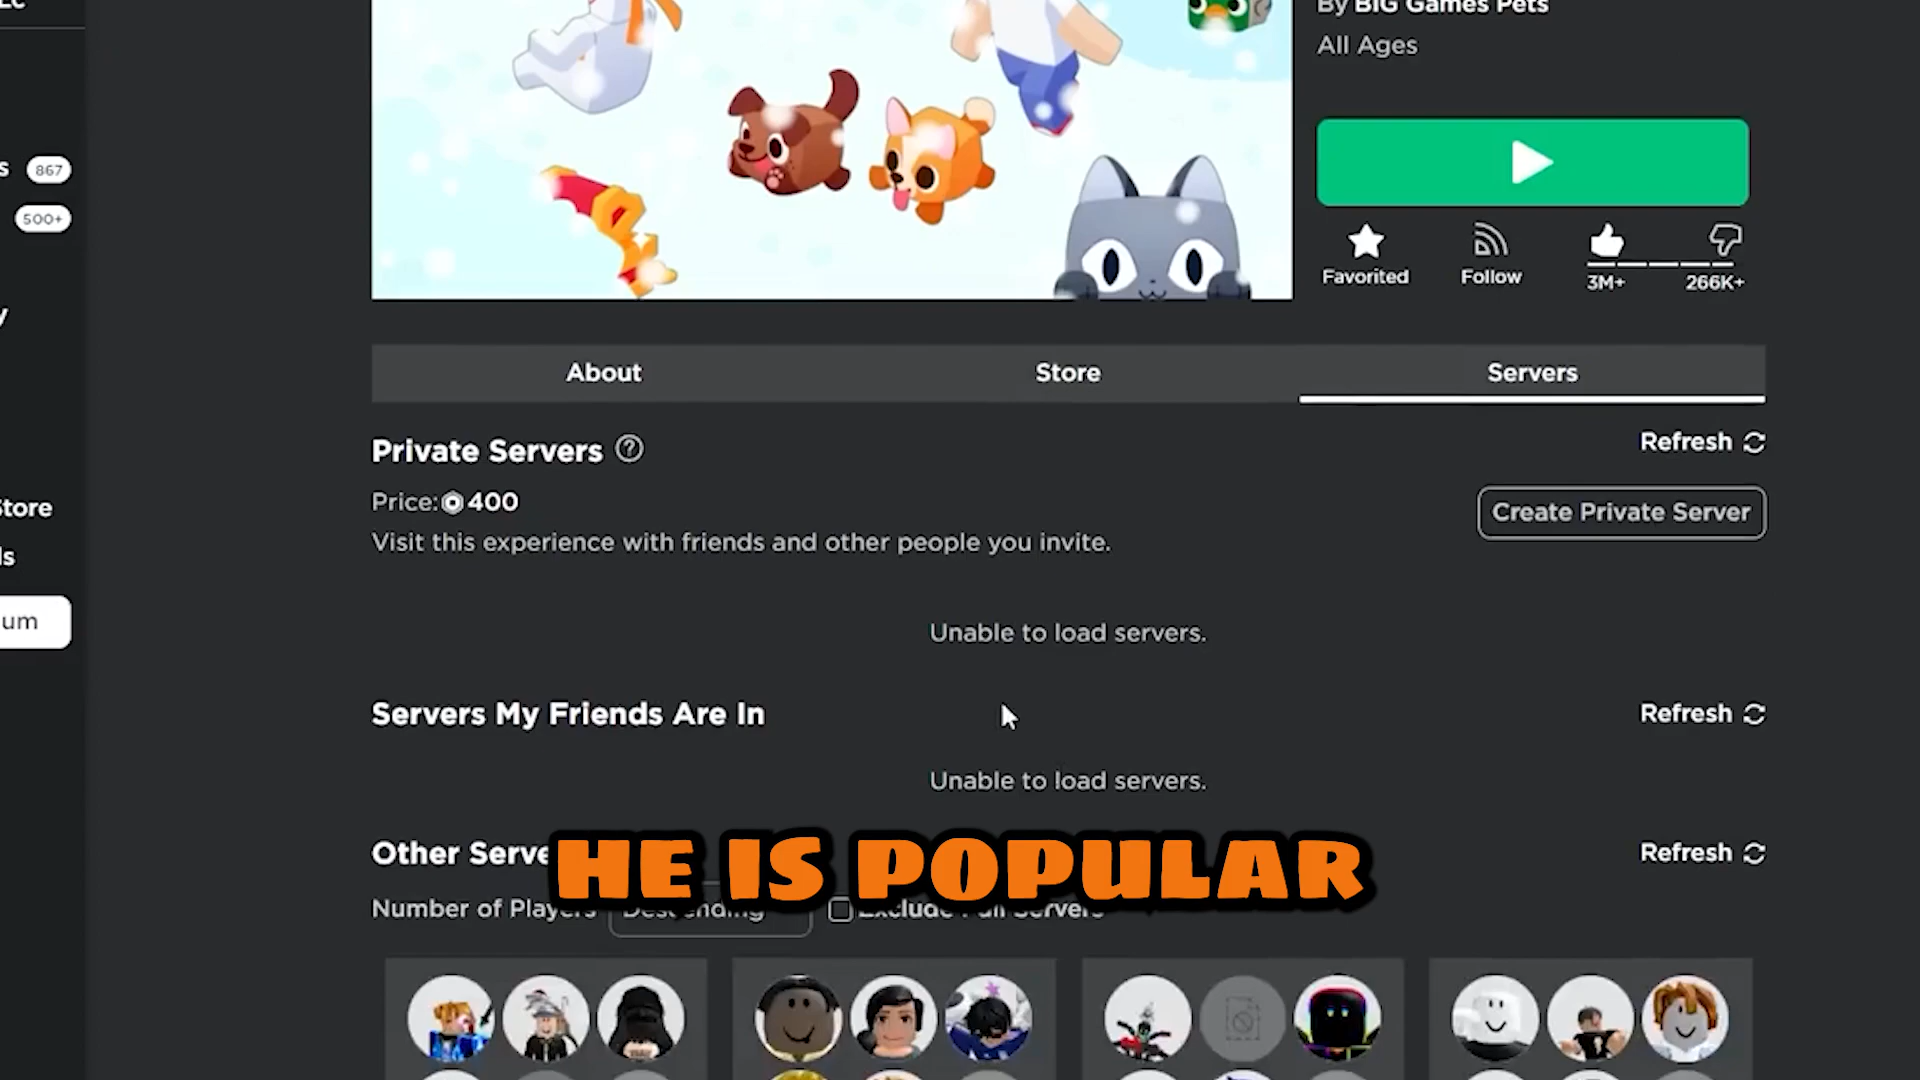 By BIG Games Pets
All Ages
867
500+
Favorited
Follow
3M+
266K+
About
Store
Servers
Private Servers
Refresh
Price: 400
Create Private Server
Visit this experience with friends and other people you invite.
Unable to load servers.
Servers My Friends Are In
Refresh
Unable to load servers.
Other Serve
Refresh
HE IS POPULAR
Number of Players
Descending
Exclude Full Servers
Store
um